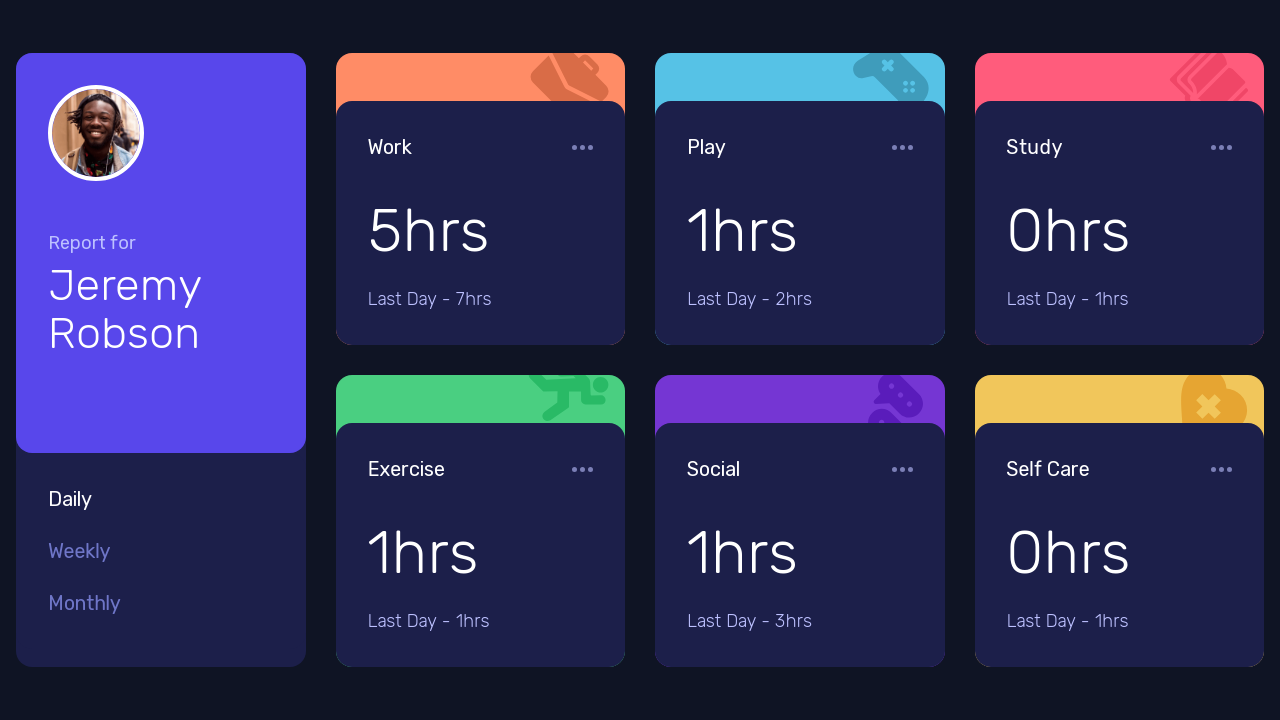 Report for
Jeremy
Robson
Daily
Weekly
Monthly
Work
5hrs
Last Day - 7hrs
Play
1hrs
Last Day - 2hrs
Study
0hrs
Last Day - 1hrs
Exercise
1hrs
Last Day - 1hrs
Social
1hrs
Last Day - 3hrs
Self Care
0hrs
Last Day - 1hrs